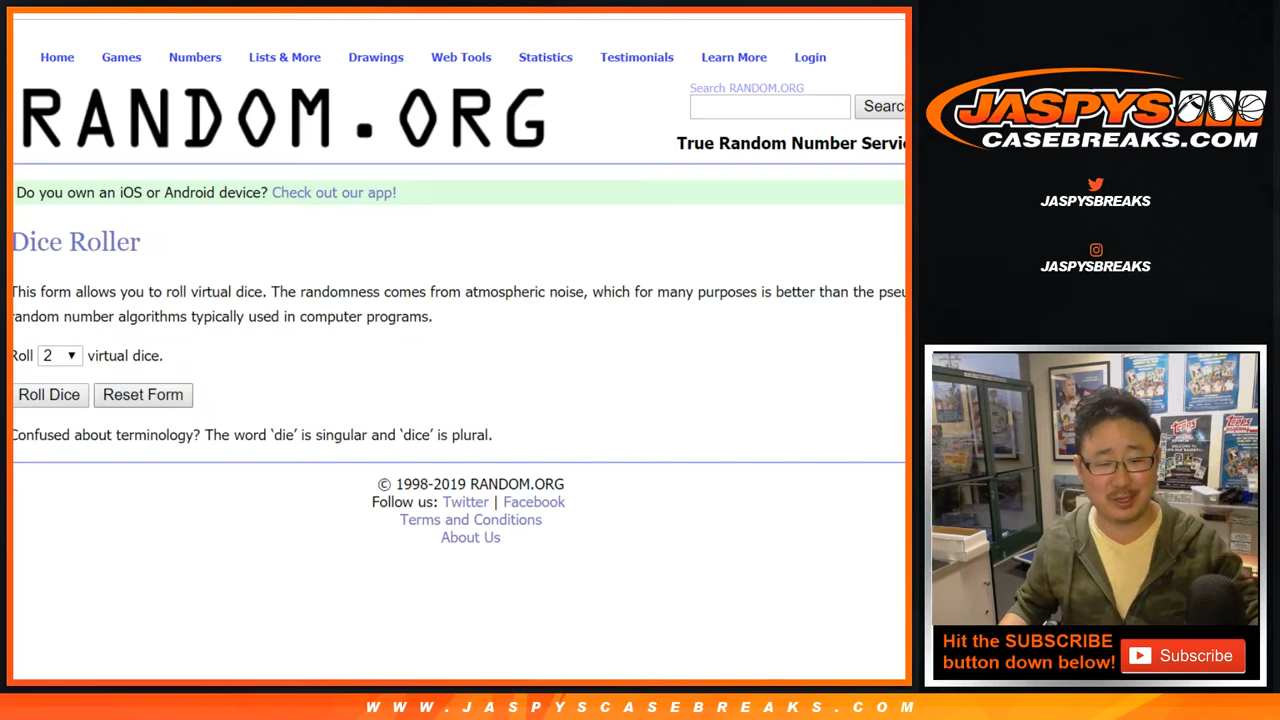 Home Games Numbers Lists & More Drawings Web Tools Statistics Testimonials Learn More Login
RANDOM.ORG
Search RANDOM.ORG
Searc
True Random Number Servi
Do you own an iOS or Android device? Check out our app!
Dice Roller
This form allows you to roll virtual dice. The randomness comes from atmospheric noise, which for many purposes is better than the pseu
random number algorithms typically used in computer programs.
Roll 2 virtual dice.
Roll Dice Reset Form
Confused about terminology? The word 'die' is singular and 'dice' is plural.
© 1998-2019 RANDOM.ORG
Follow us: Twitter | Facebook
Terms and Conditions
About Us
JASPYS
CASEBREAKS.COM
JASPYSBREAKS
JASPYSBREAKS
Topps
Hit the SUBSCRIBE
button down below!
Subscribe
WWW.JASPYSCASEBREAKS.COM